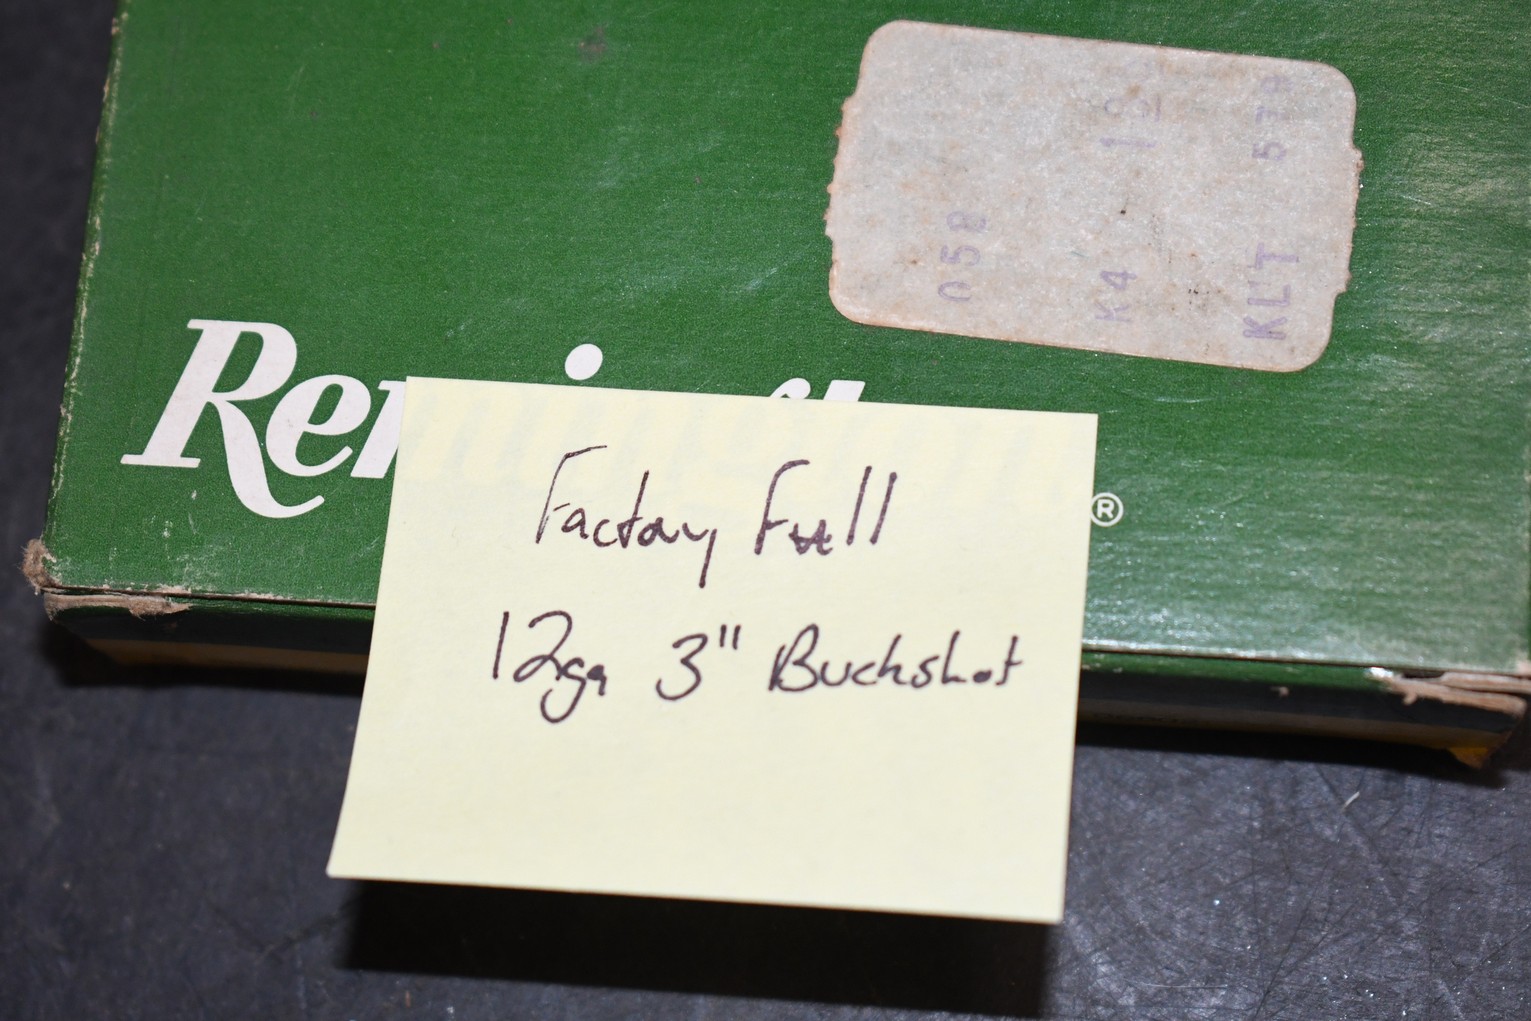 058
K4
KLT
Factory Full
12ga 3" Buckshot
®